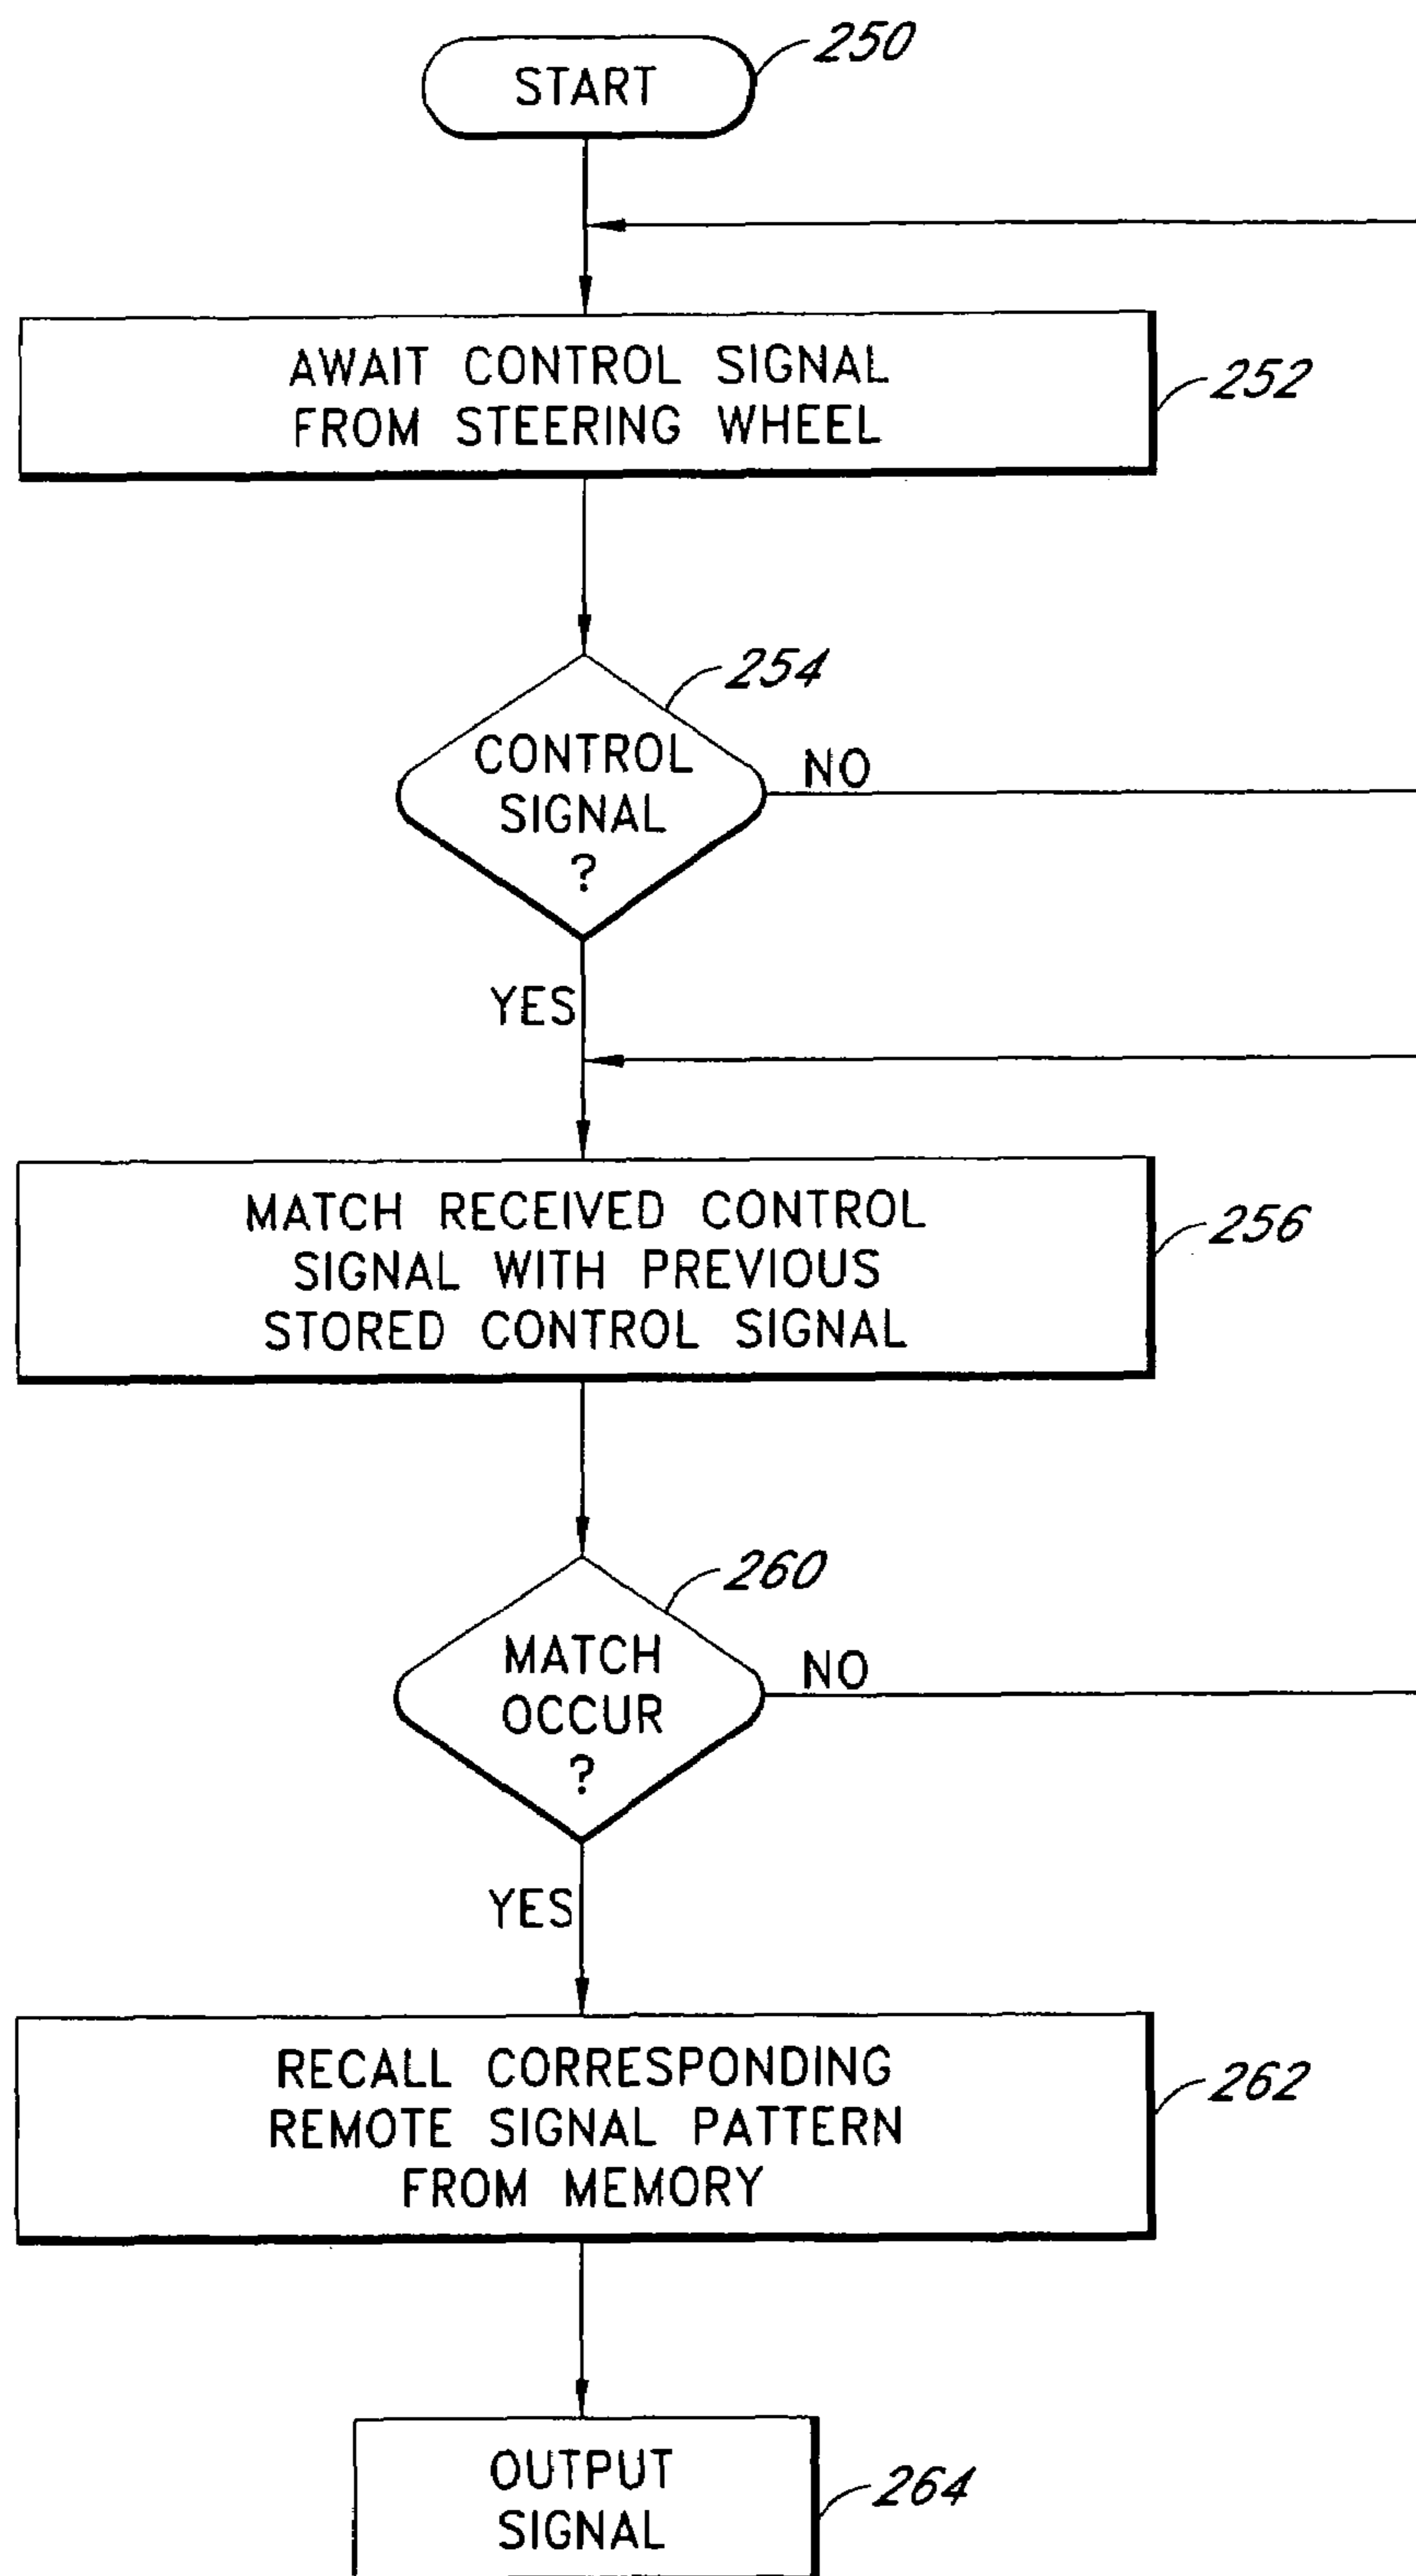 START
250
AWAIT CONTROL SIGNAL
FROM STEERING WHEEL
252
254
CONTROL
SIGNAL
?
NO
YES
MATCH RECEIVED CONTROL
SIGNAL WITH PREVIOUS
STORED CONTROL SIGNAL
256
260
MATCH
OCCUR
?
NO
YES
RECALL CORRESPONDING
REMOTE SIGNAL PATTERN
FROM MEMORY
262
OUTPUT
SIGNAL
264